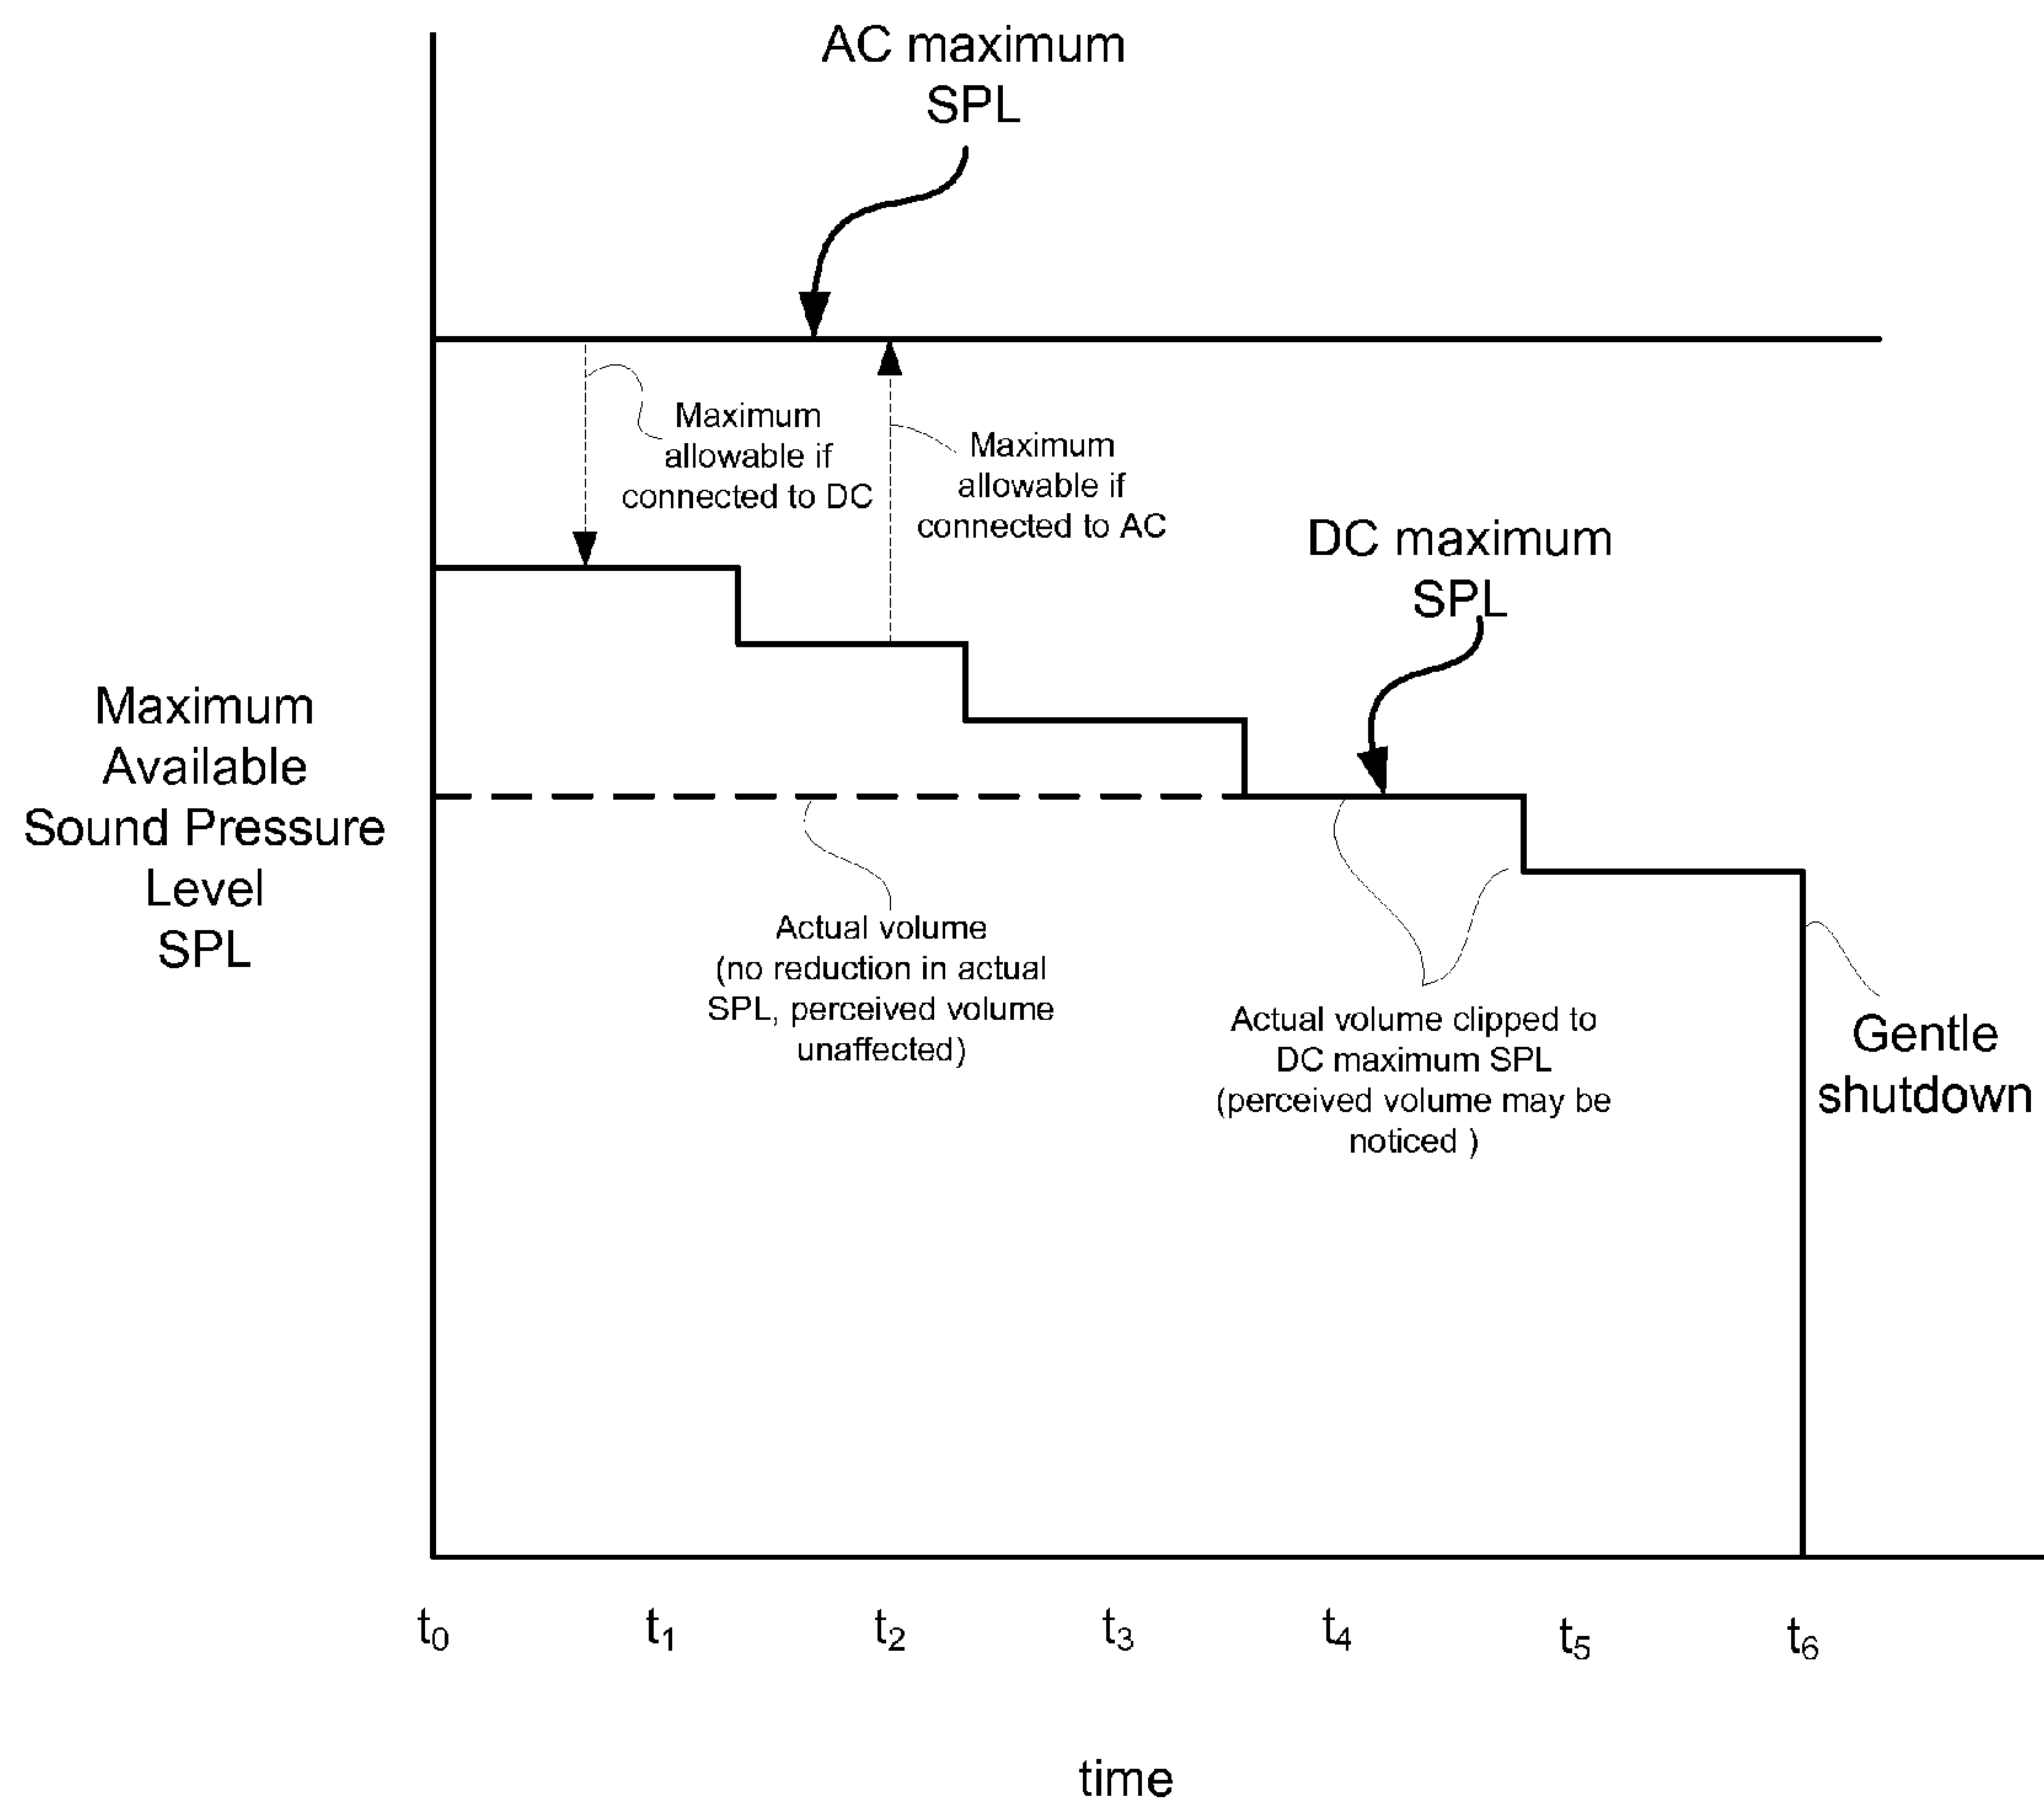 AC maximum
SPL
Maximum
allowable if
connected to DC
Maximum
allowable if
connected to AC
DC maximum
SPL
Maximum
Available
Sound Pressure
Level
SPL
Actual volume
(no reduction in actual
SPL, perceived volume
unaffected)
Actual volume clipped to
DC maximum SPL
(perceived volume may be
noticed )
Gentle
shutdown
t0 t1 t2 t3 t4 t5 t6
time